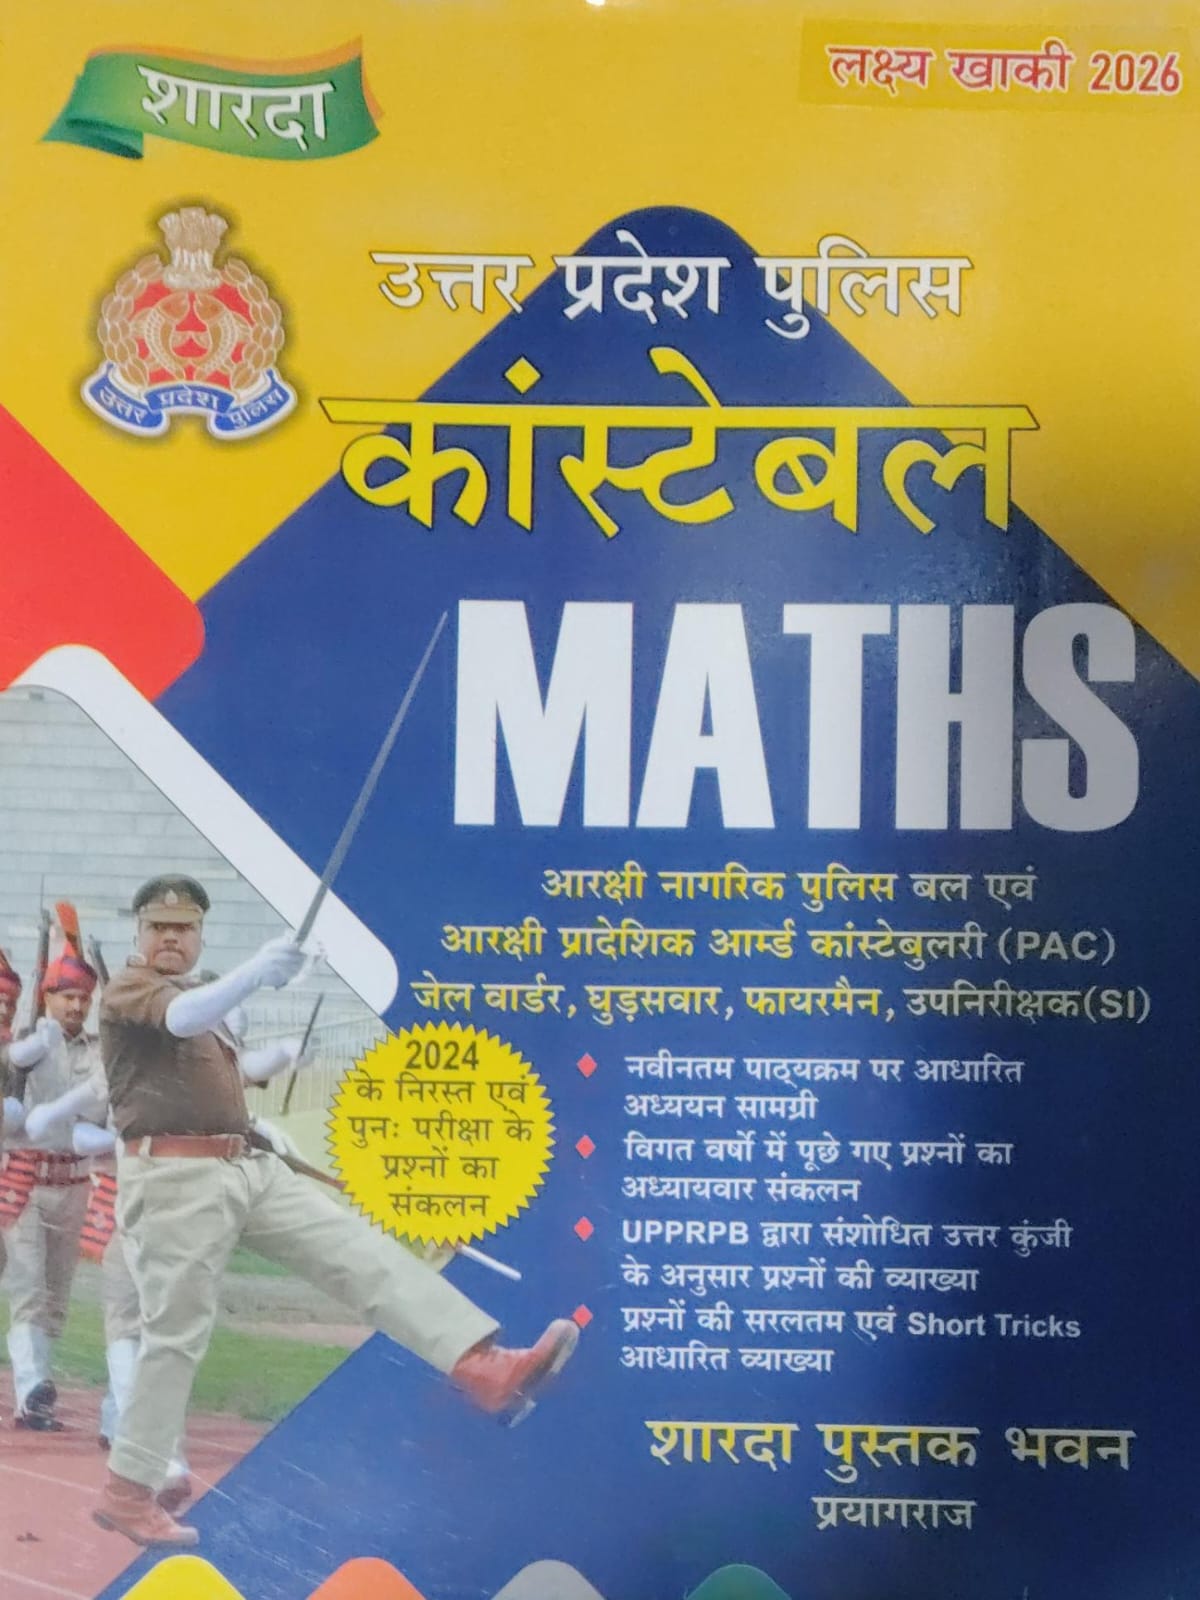 शारदा
लक्ष्य खाकी 2026
उत्तर प्रदेश पुलिस
उत्तर प्रदेश पुलिस
कांस्टेबल
MATHS
आरक्षी नागरिक पुलिस बल एवं
आरक्षी प्रादेशिक आर्म्ड कांस्टेबुलरी (PAC)
जेल वार्डर, घुड़सवार, फायरमैन, उपनिरीक्षक(SI)
2024
के निरस्त एवं
पुनः परीक्षा के
प्रश्नों का
संकलन
नवीनतम पाठ्यक्रम पर आधारित
अध्ययन सामग्री
विगत वर्षो में पूछे गए प्रश्नों का
अध्यायवार संकलन
UPPRPB द्वारा संशोधित उत्तर कुंजी
के अनुसार प्रश्नों की व्याख्या
प्रश्नों की सरलतम एवं Short Tricks
आधारित व्याख्या
शारदा पुस्तक भवन
प्रयागराज